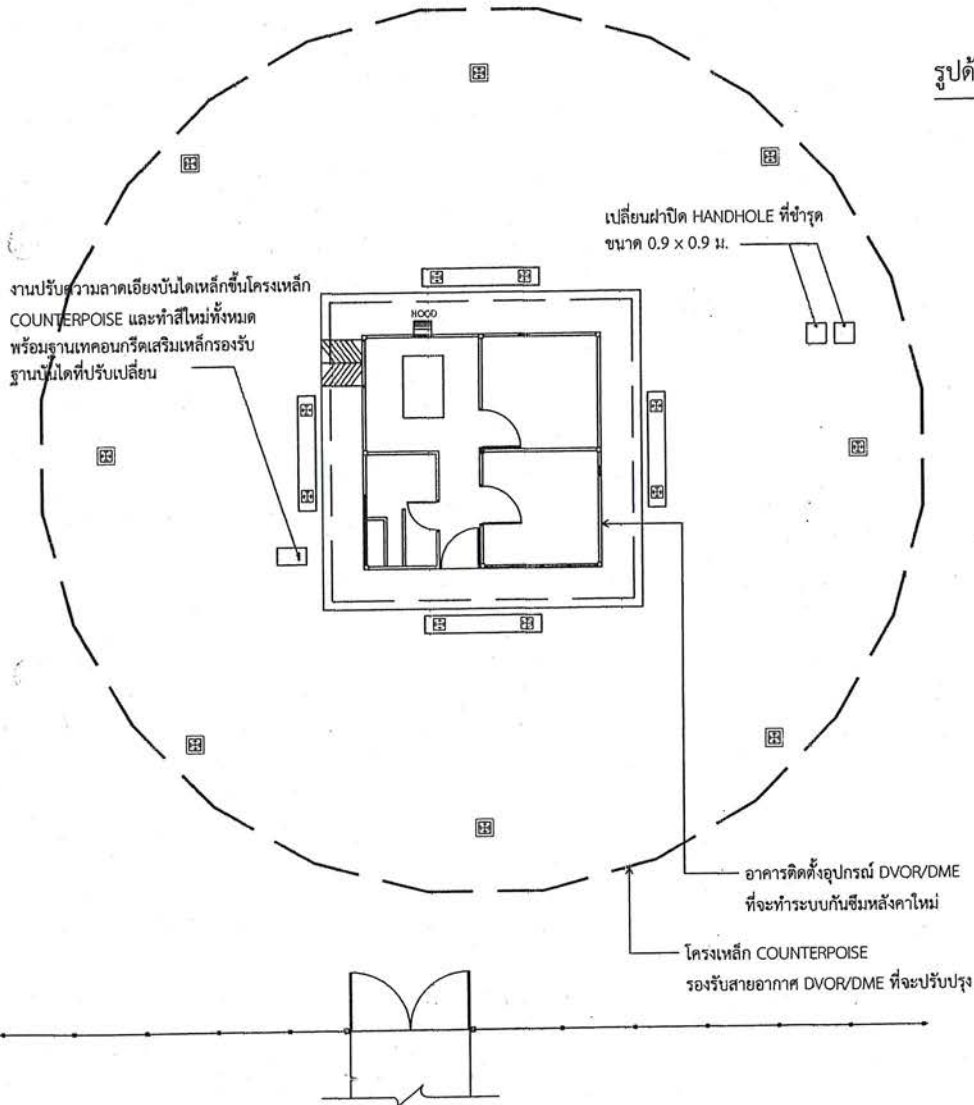 รูปด้
เปลี่ยนฝาปิด HANDHOLE ที่ชำรุด
ขนาด 0.9 x 0.9 ม.
งานปรับความลาดเอียงบันไดเหล็กขึ้นโครงเหล็ก
COUNTERPOISE และทำสีใหม่ทั้งหมด
พร้อมฐานเทคอนกรีตเสริมเหล็กรองรับ
ฐานบันไดที่ปรับเปลี่ยน
HOOD
อาคารติดตั้งอุปกรณ์ DVOR/DME
ที่จะทำระบบกันซึมหลังคาใหม่
โครงเหล็ก COUNTERPOISE
รองรับสายอากาศ DVOR/DME ที่จะปรับปรุง